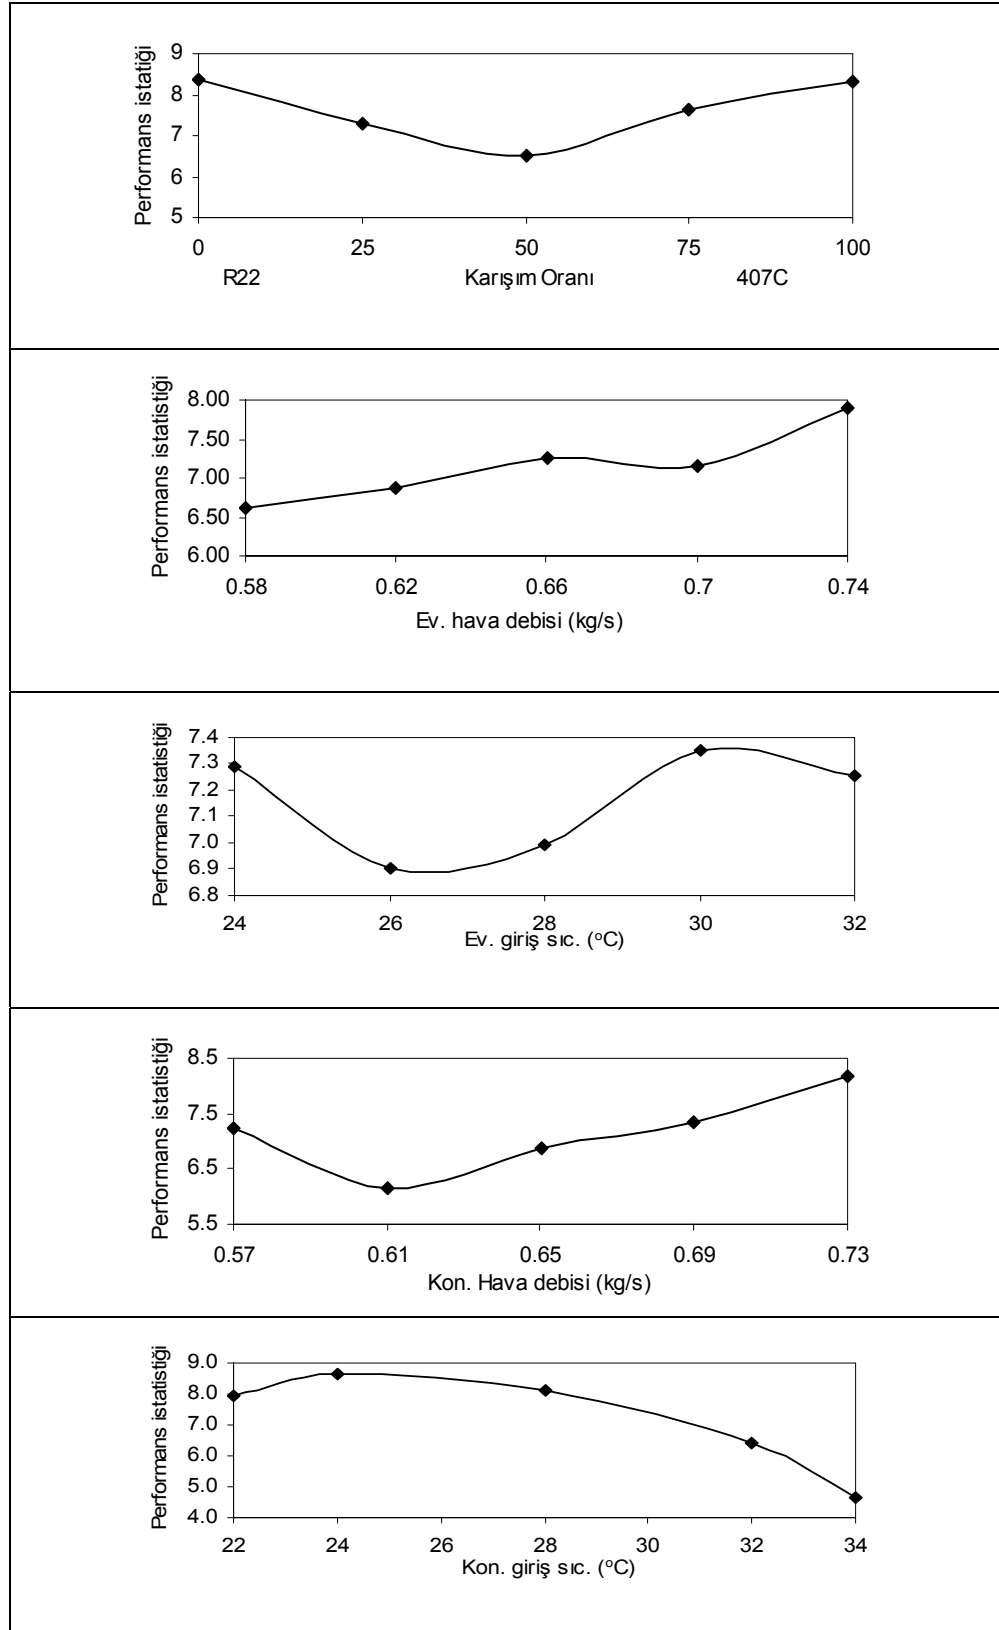 Performans istatiği
9
8
7
6
5
0 25 50 75 100
R22 Karışım Oranı 407C
Performans istatistiği
8.00
7.50
7.00
6.50
6.00
0.58 0.62 0.66 0.7 0.74
Ev. hava debisi (kg/s)
Performans istatistiği
7.4
7.3
7.2
7.1
7.0
6.9
6.8
24 26 28 30 32
Ev. giriş sıc. (ºC)
Performans istatistiği
8.5
7.5
6.5
5.5
0.57 0.61 0.65 0.69 0.73
Kon. Hava debisi (kg/s)
Performans istatistiği
9.0
8.0
7.0
6.0
5.0
4.0
22 24 26 28 30 32 34
Kon. giriş sıc. (ºC)